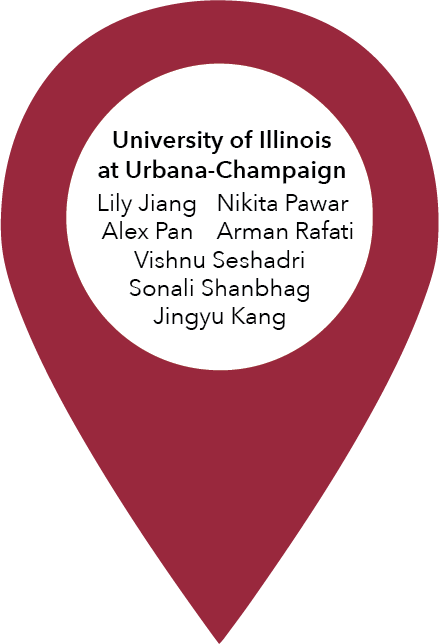 University of Illinois
at Urbana-Champaign
Lily Jiang Nikita Pawar
Alex Pan Arman Rafati
Vishnu Seshadri
Sonali Shanbhag
Jingyu Kang